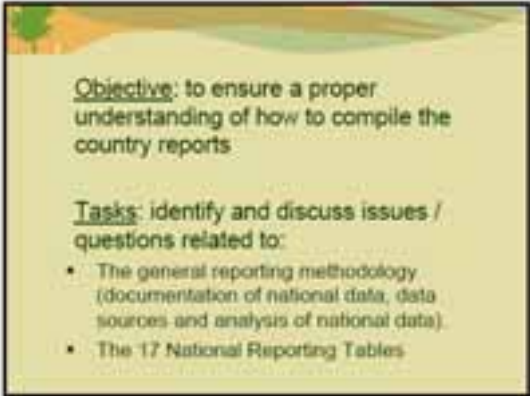 Objective: to ensure a proper
understanding of how to compile the
country reports
Tasks: identify and discuss issues /
questions related to:
• The general reporting methodology
(documentation of national data, data
sources and analysis of national data).
• The 17 National Reporting Tables